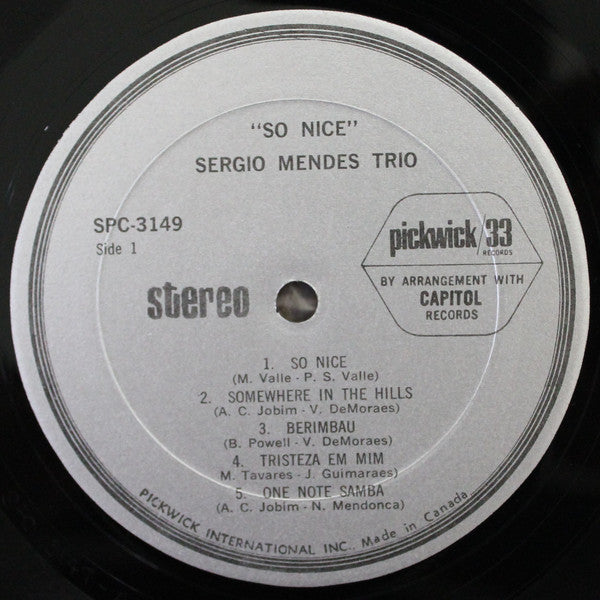 "SO NICE"
SERGIO MENDES TRIO
SPC-3149
Side 1
stereo
pickwick/33
RECORDS
BY ARRANGEMENT WITH
CAPITOL
RECORDS
1. SO NICE
(M. Valle - P. S. Valle)
2. SOMEWHERE IN THE HILLS
(A. C. Jobim - V. DeMoraes)
3. BERIMBAU
(B. Powell - V. DeMoraes)
4. TRISTEZA EM MIM
M. Tavares - J. Guimaraes)
5. ONE NOTE SAMBA
(A. C. Jobim - N. Mendonca)
PICKWICK INTERNATIONAL INC., Made in Canada